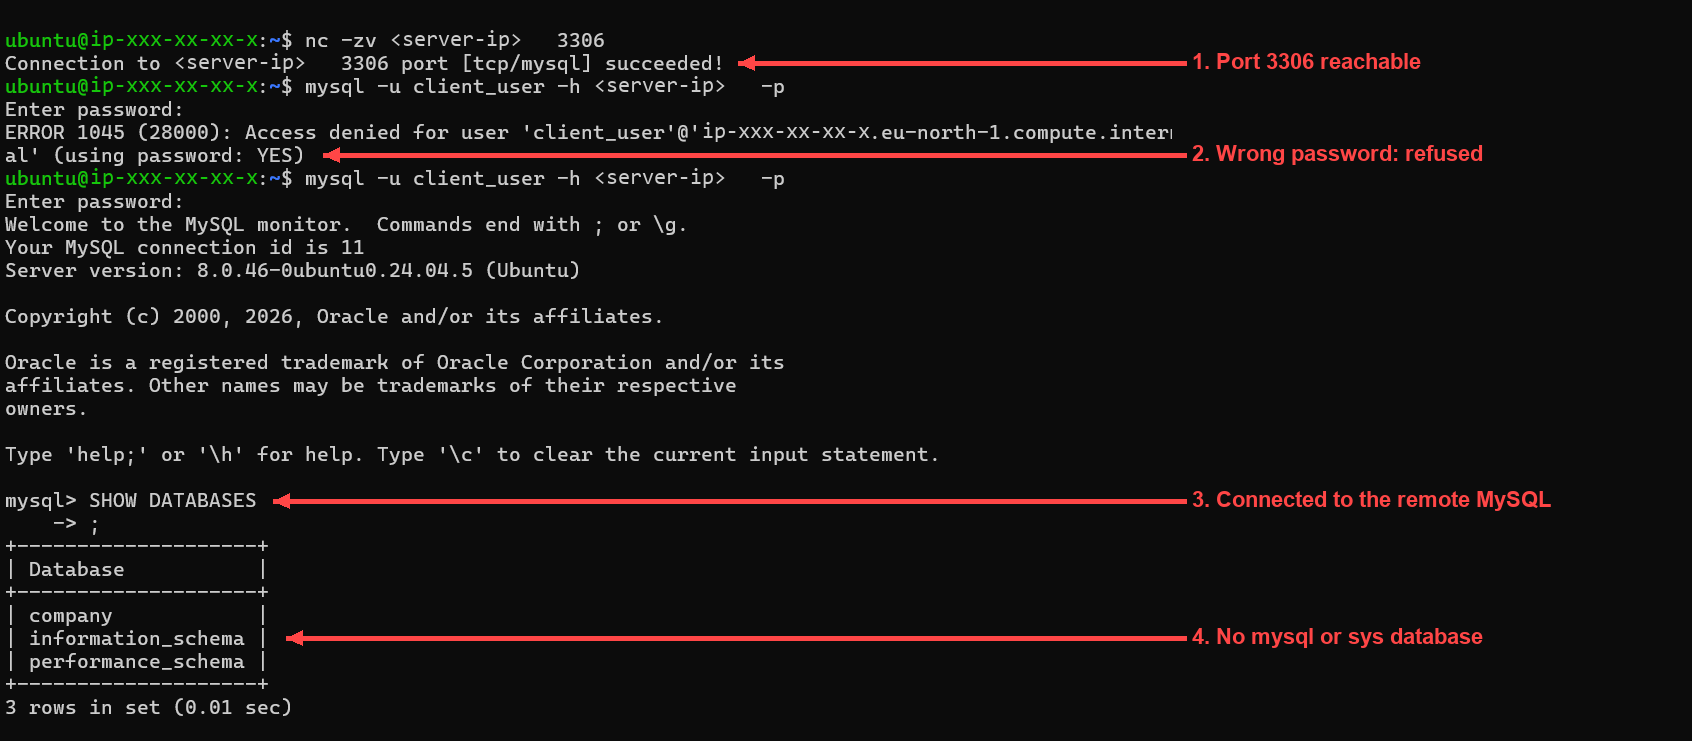 ubuntu@ip-xxx-xx-xx-x:~$ nc -zv <server-ip>   3306
Connection to <server-ip>   3306 port [tcp/mysql] succeeded!
1. Port 3306 reachable
ubuntu@ip-xxx-xx-xx-x:~$ mysql -u client_user -h <server-ip>   -p
Enter password:
ERROR 1045 (28000): Access denied for user 'client_user'@'ip-xxx-xx-xx-x.eu-north-1.compute.intern
al' (using password: YES)
2. Wrong password: refused
ubuntu@ip-xxx-xx-xx-x:~$ mysql -u client_user -h <server-ip>   -p
Enter password:
Welcome to the MySQL monitor.  Commands end with ; or \g.
Your MySQL connection id is 11
Server version: 8.0.46-0ubuntu0.24.04.5 (Ubuntu)

Copyright (c) 2000, 2026, Oracle and/or its affiliates.

Oracle is a registered trademark of Oracle Corporation and/or its
affiliates. Other names may be trademarks of their respective
owners.

Type 'help;' or '\h' for help. Type '\c' to clear the current input statement.

mysql> SHOW DATABASES
3. Connected to the remote MySQL
    -> ;
+--------------------+
| Database           |
+--------------------+
| company            |
| information_schema |
4. No mysql or sys database
| performance_schema |
+--------------------+
3 rows in set (0.01 sec)